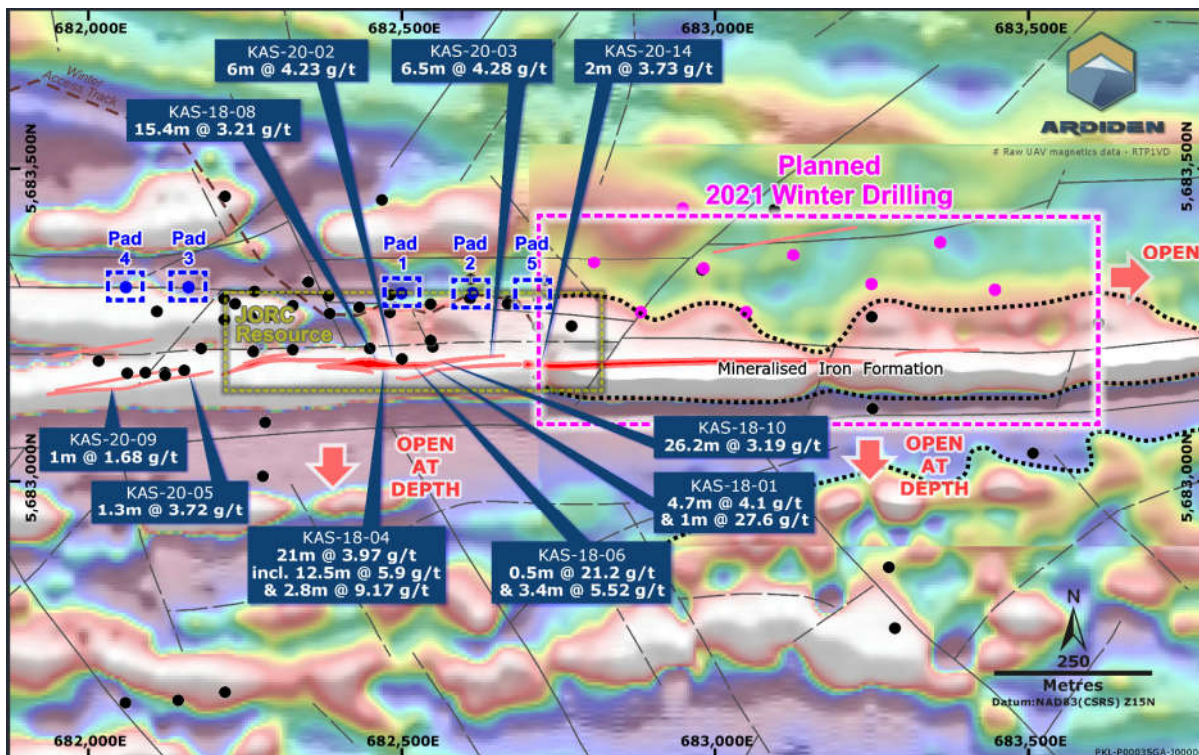 682,000E
682,500E
683,000E
683,500E
KAS-20-02
6m @ 4.23 g/t
KAS-20-03
6.5m @ 4.28 g/t
KAS-20-14
2m @ 3.73 g/t
Winter
Access Track
KAS-18-08
15.4m @ 3.21 g/t
ARDIDEN
# Raw UAV magnetics data - RTP1VD
5,683,500N
5,683,500N
Planned
2021 Winter Drilling
Pad
4
Pad
3
Pad
1
Pad
2
Pad
5
OPEN
JORC
Resource
Mineralised Iron Formation
KAS-20-09
1m @ 1.68 g/t
KAS-20-05
1.3m @ 3.72 g/t
OPEN
AT
DEPTH
KAS-18-10
26.2m @ 3.19 g/t
KAS-18-01
4.7m @ 4.1 g/t
& 1m @ 27.6 g/t
OPEN
AT
DEPTH
5,683,000N
5,683,000N
KAS-18-04
21m @ 3.97 g/t
incl. 12.5m @ 5.9 g/t
& 2.8m @ 9.17 g/t
KAS-18-06
0.5m @ 21.2 g/t
& 3.4m @ 5.52 g/t
N
250
Metres
Datum:NAD83(CSRS) Z15N
682,000E
682,500E
683,000E
683,500E